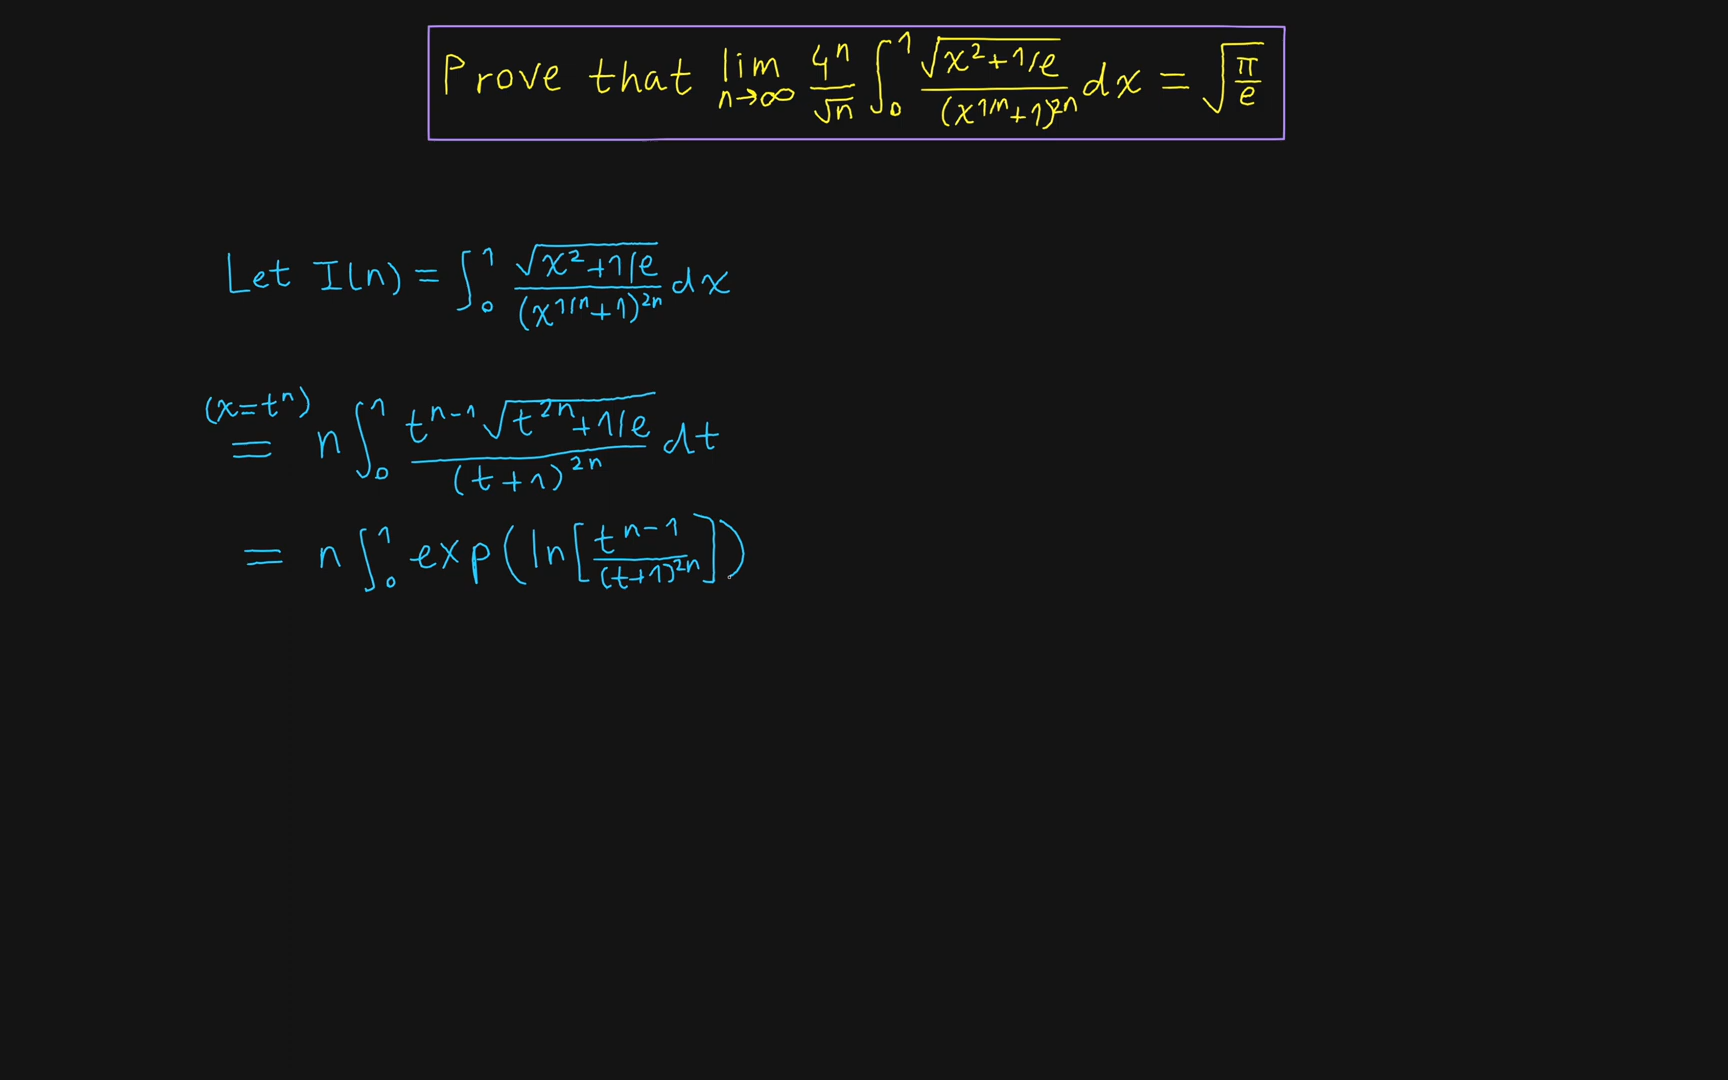 Prove that lim n→∞ 4^n/√n ∫_0^1 √(x^2+1/e)/(x^{1/n}+1)^{2n} dx = √(π/e)
Let I(n) = ∫_0^1 √(x^2+1/e)/(x^{1/n}+1)^{2n} dx
(x=t^n)
= n ∫_0^1 t^{n-1} √(t^{2n}+1/e)/(t+1)^{2n} dt
= n ∫_0^1 exp(ln[t^{n-1}/(t+1)^{2n}])